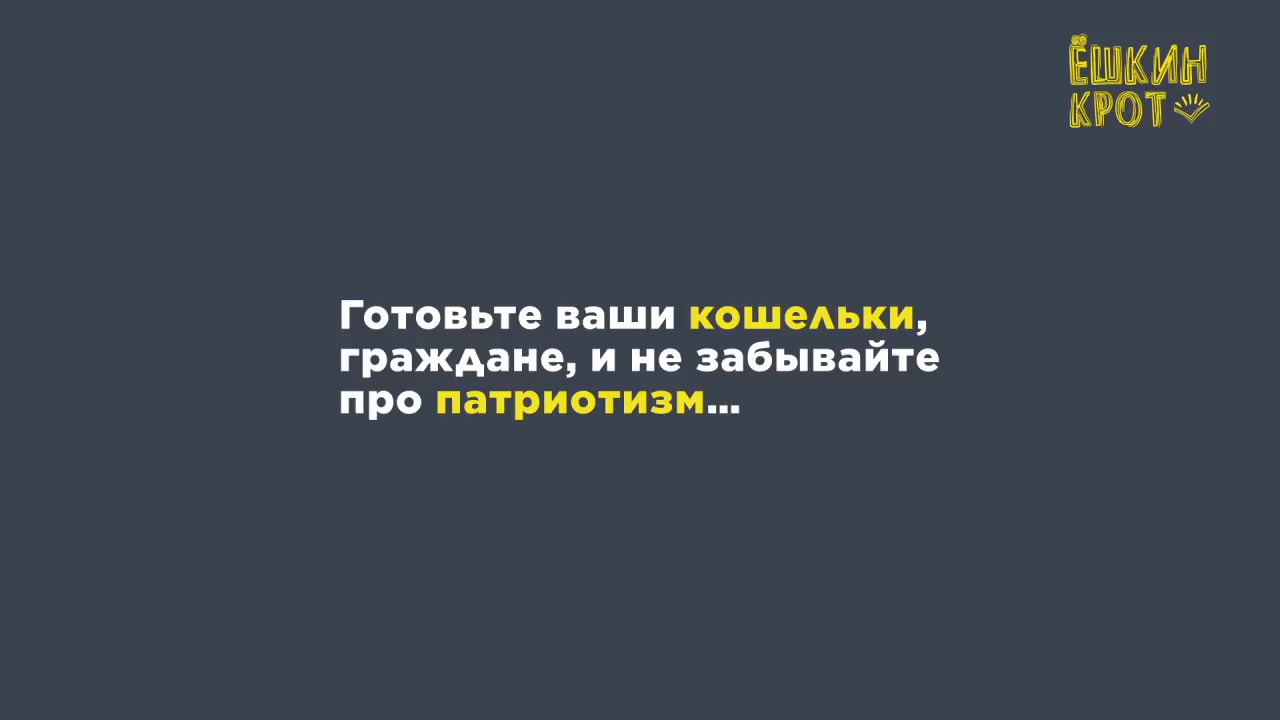 ЁШКИН
КРОТ
Готовьте ваши кошельки,
граждане, и не забывайте
про патриотизм...